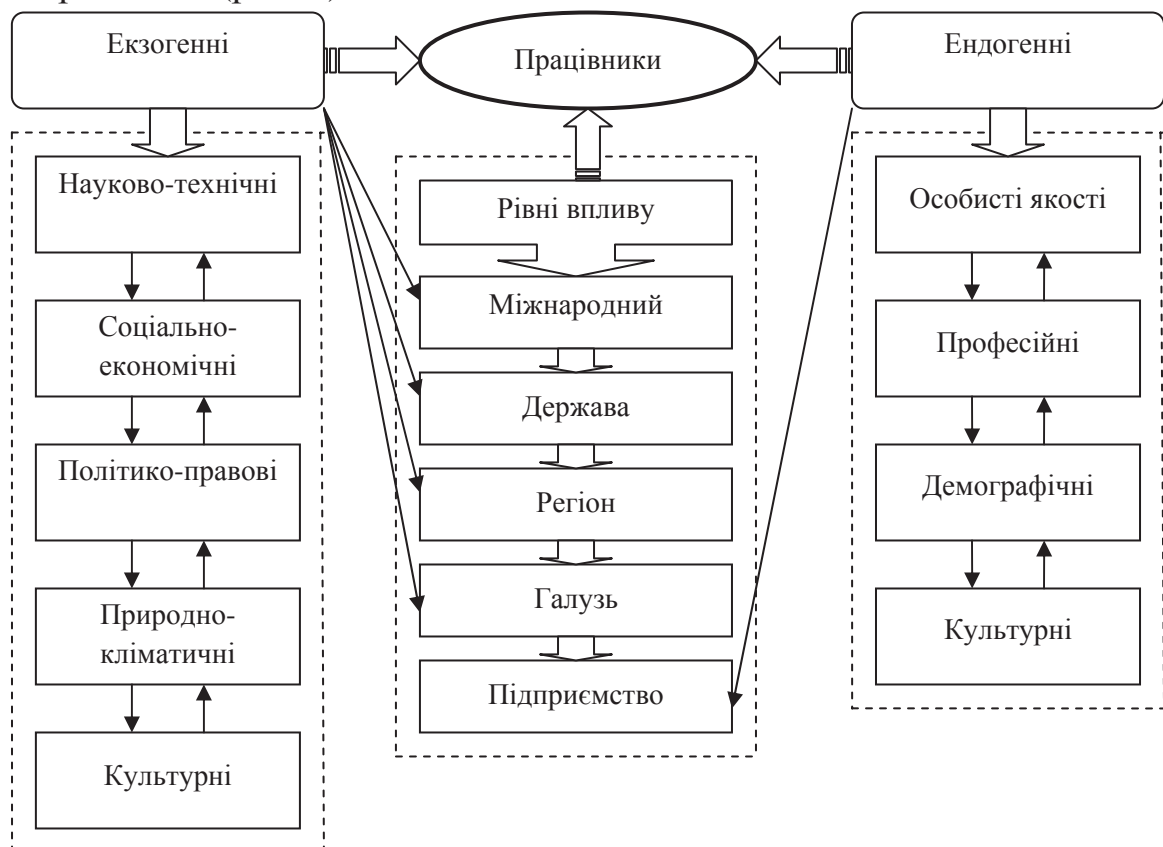 Екзогенні
Працівники
Ендогенні
Науково-технічні
Соціально-
економічні
Політико-правові
Природно-
кліматичні
Культурні
Рівні впливу
Міжнародний
Держава
Регіон
Галузь
Підприємство
Особисті якості
Професійні
Демографічні
Культурні